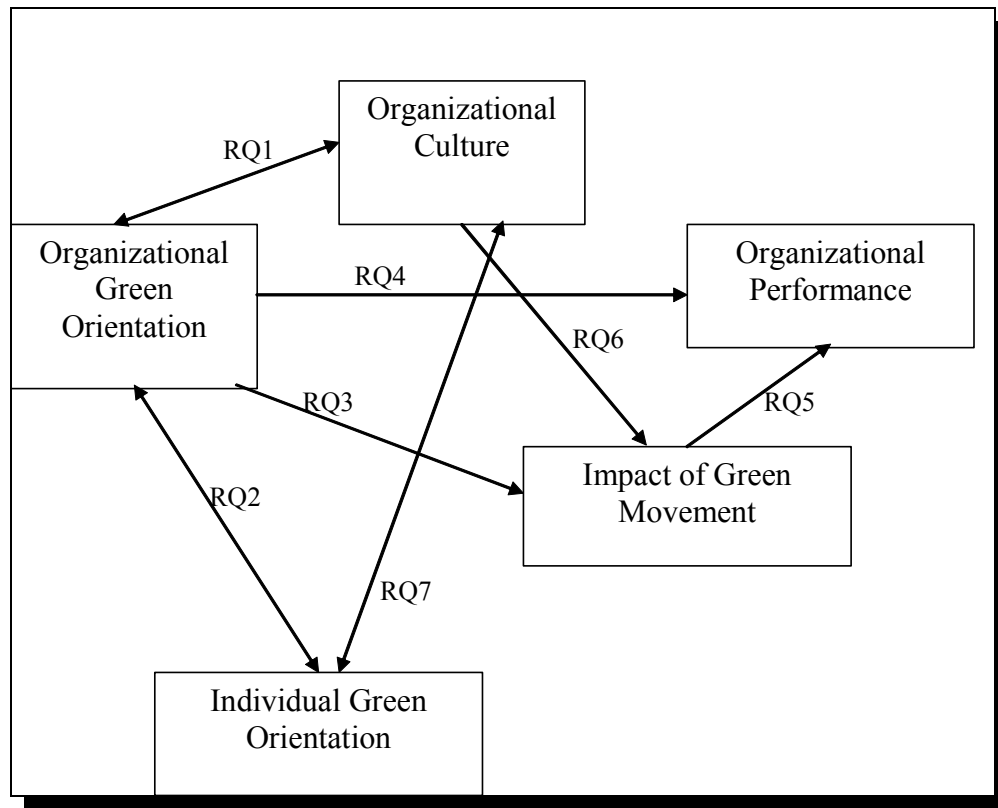 Organizational
Culture
RQ1
Organizational
Green
Orientation
RQ4
Organizational
Performance
RQ6
RQ3
RQ5
Impact of Green
Movement
RQ2
RQ7
Individual Green
Orientation